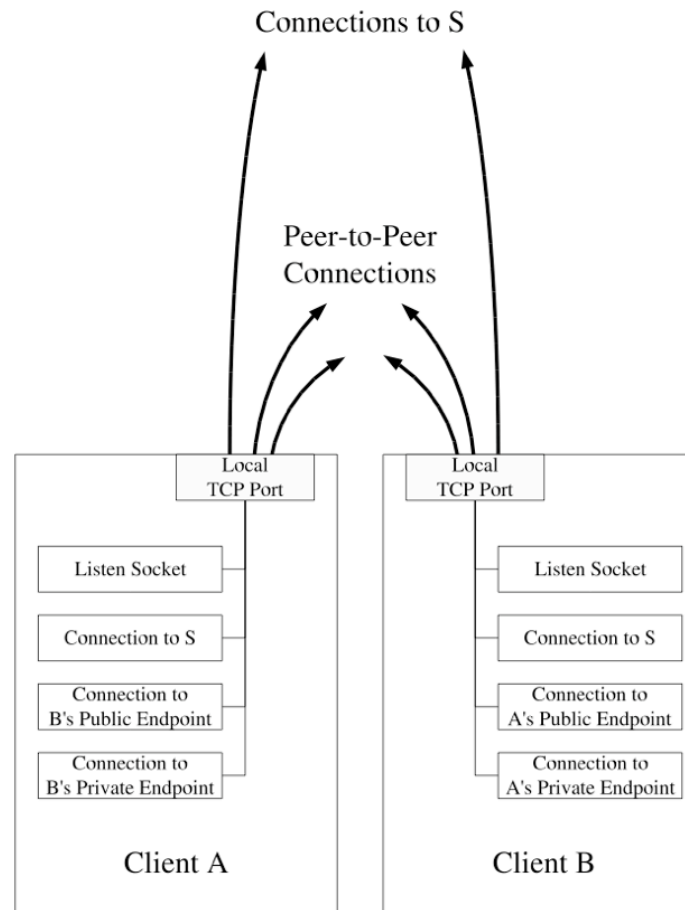 Connections to S
Peer-to-Peer
Connections
Local
TCP Port
Listen Socket
Connection to S
Connection to
B's Public Endpoint
Connection to
B's Private Endpoint
Client A
Local
TCP Port
Listen Socket
Connection to S
Connection to
A's Public Endpoint
Connection to
A's Private Endpoint
Client B